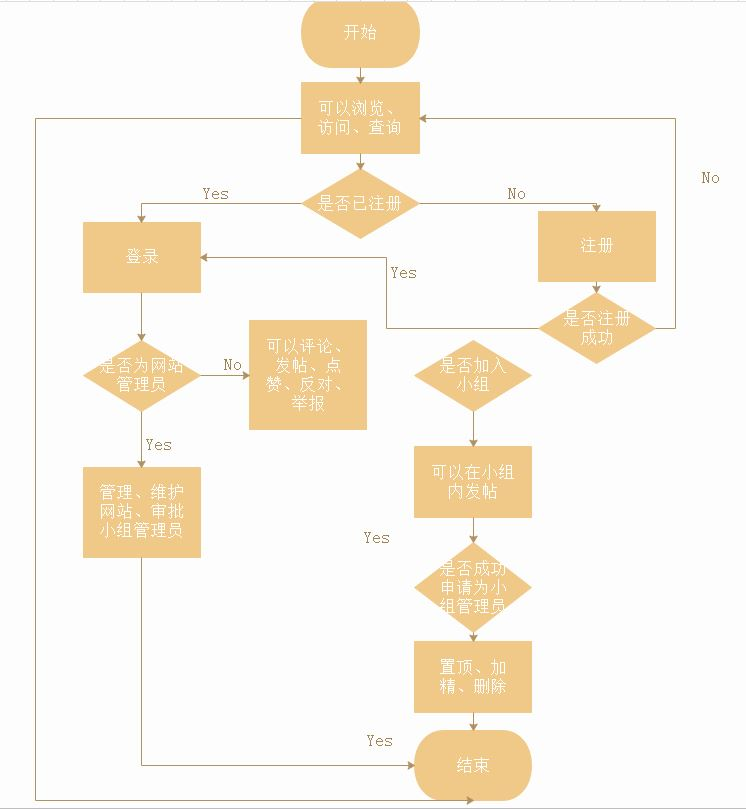 开始
可以浏览、
访问、查询
No
Yes
No
是否已注册
登录
注册
Yes
是否注册
成功
可以评论、
发帖、点
赞、反对、
举报
是否为网站
管理员
No
是否加入
小组
Yes
可以在小组
内发帖
管理、维护
网站、审批
小组管理员
Yes
是否成功
申请为小
组管理员
置顶、加
精、删除
Yes
结束